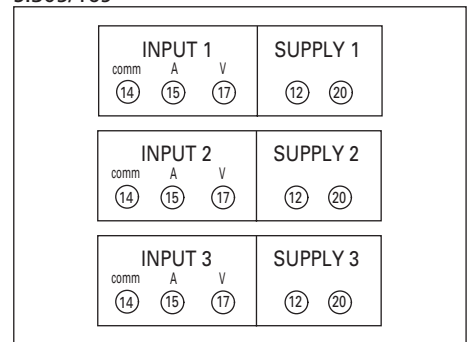 INPUT 1 SUPPLY 1
comm A V
14 15 17 12 20
INPUT 2 SUPPLY 2
comm A V
14 15 17 12 20
INPUT 3 SUPPLY 3
comm A V
14 15 17 12 20